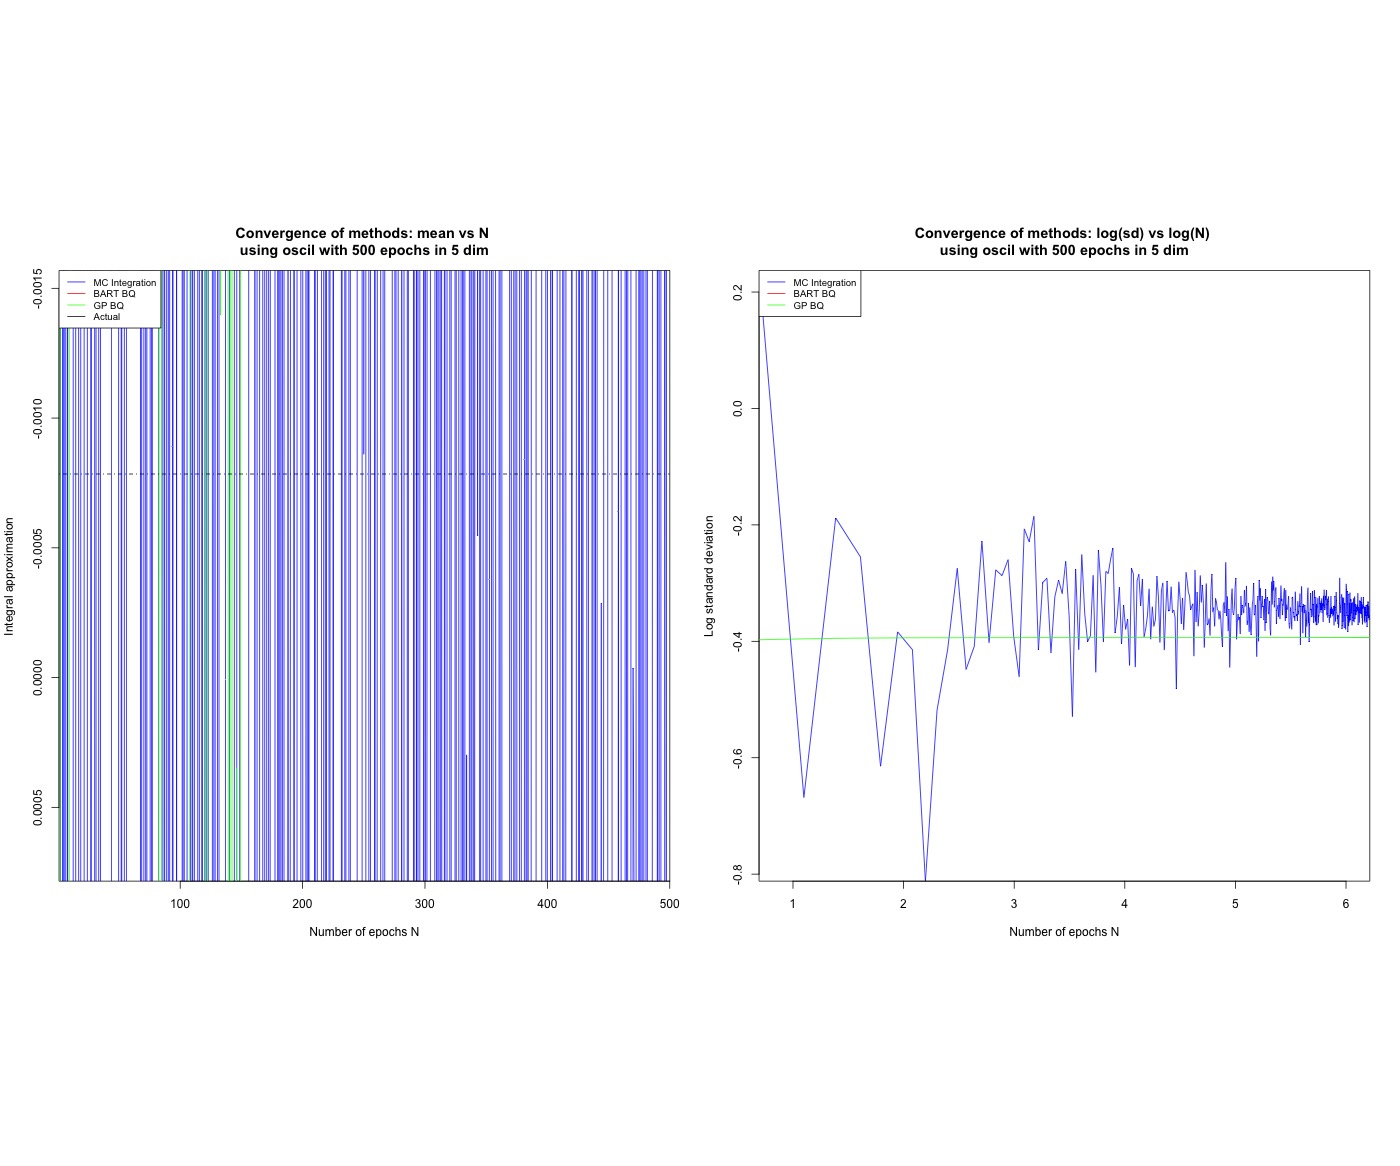 Convergence of methods: mean vs N
using oscil with 500 epochs in 5 dim
MC Integration
BART BQ
GP BQ
Actual
Integral approximation
-0.0015
-0.0010
-0.0005
0.0000
0.0005
100 200 300 400 500
Number of epochs N
Convergence of methods: log(sd) vs log(N)
using oscil with 500 epochs in 5 dim
MC Integration
BART BQ
GP BQ
Log standard deviation
0.2
0.0
-0.2
-0.4
-0.6
-0.8
1 2 3 4 5 6
Number of epochs N